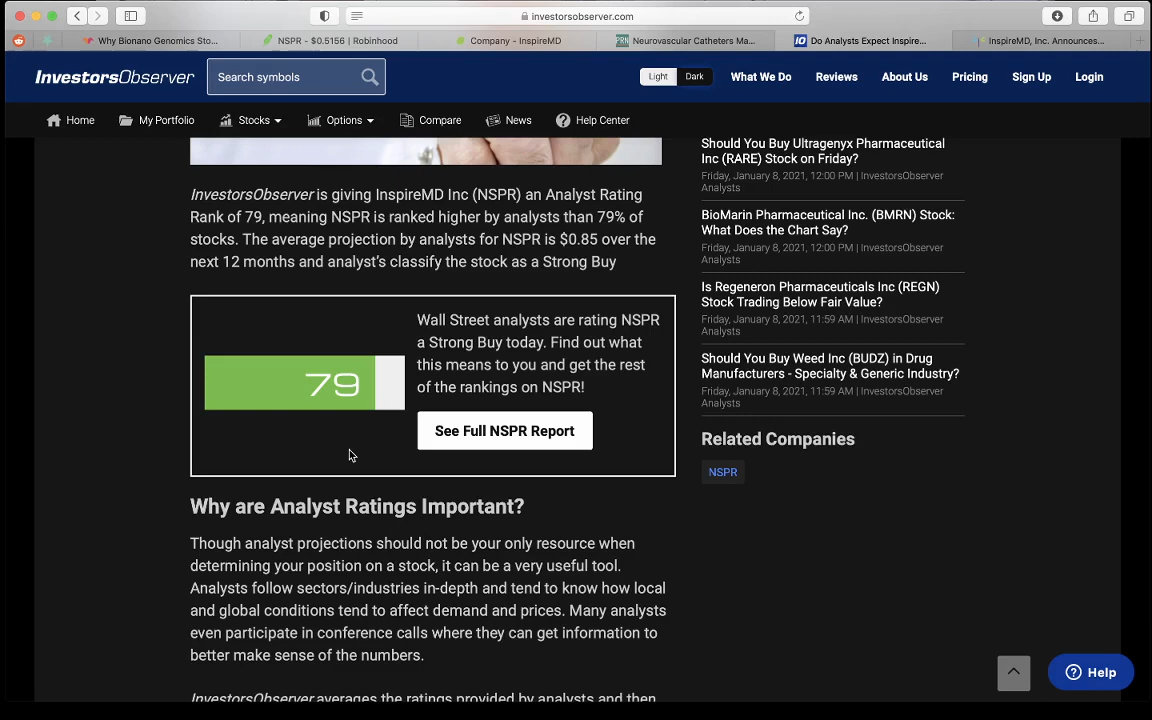 investorsobserver.com
Why Bionano Genomics Sto...
NSPR - $0.5156 | Robinhood
Company - InspireMD
Neurovascular Catheters Ma...
Do Analysts Expect Inspire...
InspireMD, Inc. Announces...
InvestorsObserver
Search symbols
Light
Dark
What We Do
Reviews
About Us
Pricing
Sign Up
Login
Home
My Portfolio
Stocks
Options
Compare
News
Help Center
InvestorsObserver is giving InspireMD Inc (NSPR) an Analyst Rating
Rank of 79, meaning NSPR is ranked higher by analysts than 79% of
stocks. The average projection by analysts for NSPR is $0.85 over the
next 12 months and analyst's classify the stock as a Strong Buy
79
Wall Street analysts are rating NSPR
a Strong Buy today. Find out what
this means to you and get the rest
of the rankings on NSPR!
See Full NSPR Report
Why are Analyst Ratings Important?
Though analyst projections should not be your only resource when
determining your position on a stock, it can be a very useful tool.
Analysts follow sectors/industries in-depth and tend to know how local
and global conditions tend to affect demand and prices. Many analysts
even participate in conference calls where they can get information to
better make sense of the numbers.
InvestorsObserver averages the ratings provided by analysts and then
Should You Buy Ultragenyx Pharmaceutical
Inc (RARE) Stock on Friday?
Friday, January 8, 2021, 12:00 PM | InvestorsObserver
Analysts
BioMarin Pharmaceutical Inc. (BMRN) Stock:
What Does the Chart Say?
Friday, January 8, 2021, 12:00 PM | InvestorsObserver
Analysts
Is Regeneron Pharmaceuticals Inc (REGN)
Stock Trading Below Fair Value?
Friday, January 8, 2021, 11:59 AM | InvestorsObserver
Analysts
Should You Buy Weed Inc (BUDZ) in Drug
Manufacturers - Specialty & Generic Industry?
Friday, January 8, 2021, 11:59 AM | InvestorsObserver
Analysts
Related Companies
NSPR
Help